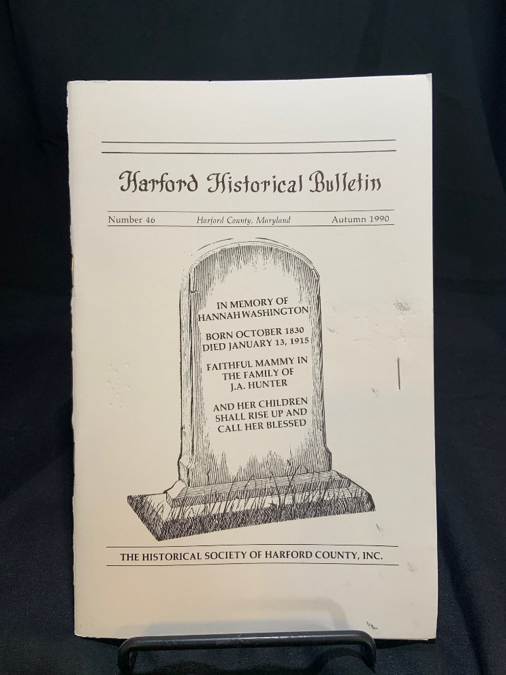 Harford Historical Bulletin
Number 46 Harford County, Maryland Autumn 1990
IN MEMORY OF
HANNAH WASHINGTON
BORN OCTOBER 1830
DIED JANUARY 13, 1915
FAITHFUL MAMMY IN
THE FAMILY OF
J.A. HUNTER
AND HER CHILDREN
SHALL RISE UP AND
CALL HER BLESSED
THE HISTORICAL SOCIETY OF HARFORD COUNTY, INC.